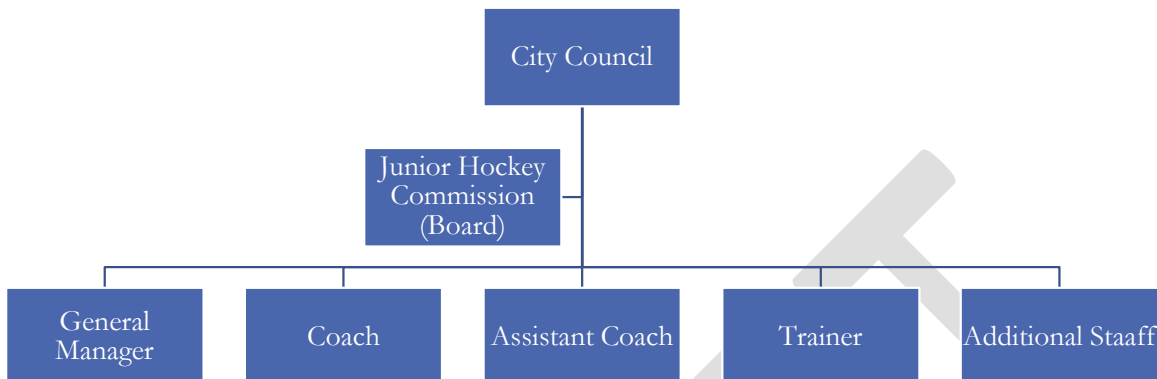 City Council
Junior Hockey
Commission
(Board)
General
Manager
Coach
Assistant Coach
Trainer
Additional Staaff